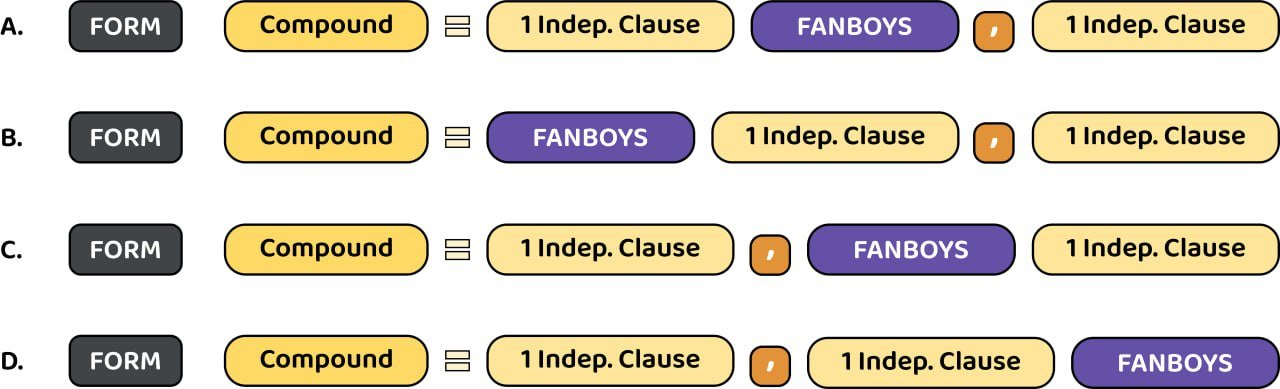 A. FORM Compound = 1 Indep. Clause FANBOYS , 1 Indep. Clause
B. FORM Compound = FANBOYS 1 Indep. Clause , 1 Indep. Clause
C. FORM Compound = 1 Indep. Clause , FANBOYS 1 Indep. Clause
D. FORM Compound = 1 Indep. Clause , 1 Indep. Clause FANBOYS